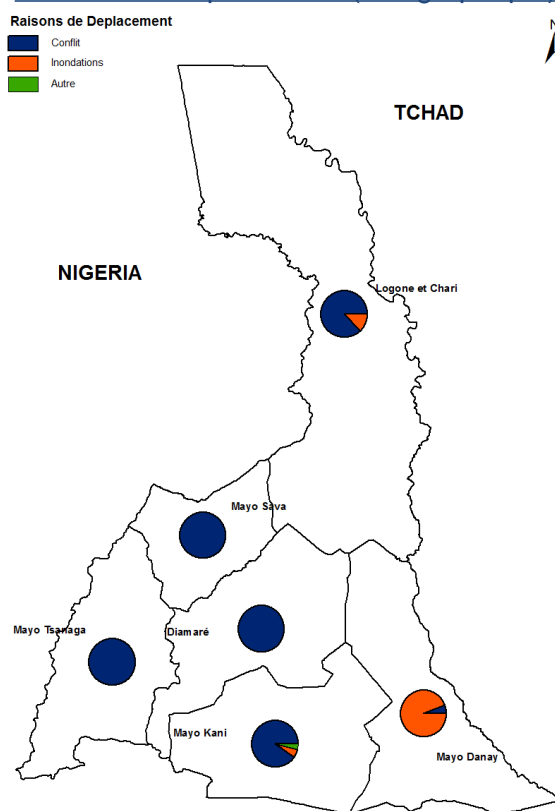 Raisons de Deplacement
Conflit
Inondations
Autre
TCHAD
NIGERIA
Logone et Chari
Mayo Sava
Mayo Tsanaga
Diamaré
Mayo Kani
Mayo Danay